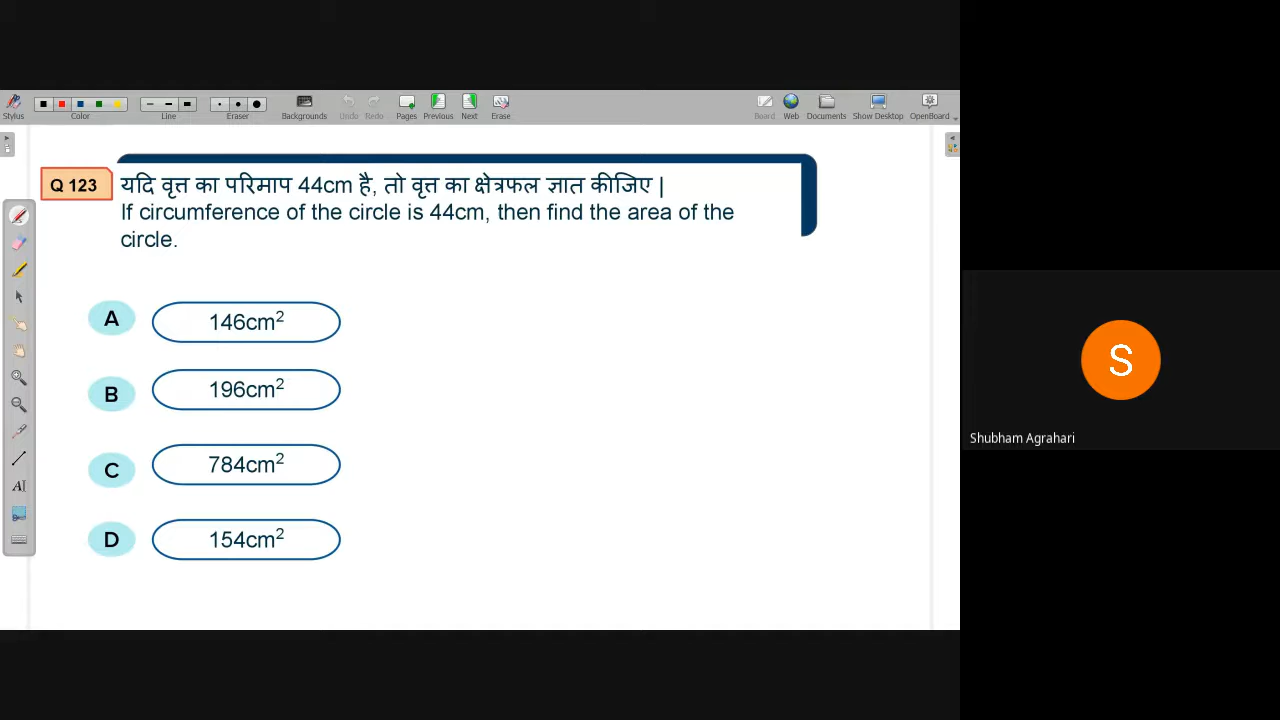 Stylus
Color
Line
Eraser
Backgrounds
Undo
Redo
Pages
Previous
Next
Erase
Board
Web
Documents
Show Desktop
OpenBoard
Q 123
यदि वृत्त का परिमाप 44cm है, तो वृत्त का क्षेत्रफल ज्ञात कीजिए |
If circumference of the circle is 44cm, then find the area of the
circle.
A
146cm²
B
196cm²
C
784cm²
D
154cm²
AI
S
Shubham Agrahari